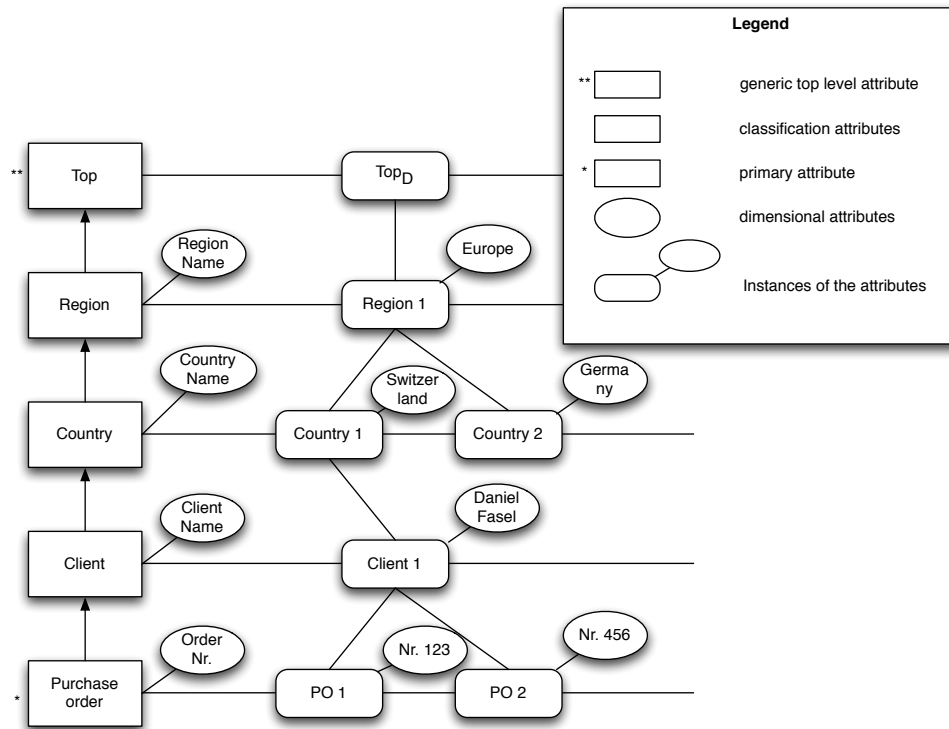 Legend
** generic top level attribute
classification attributes
* primary attribute
dimensional attributes
Instances of the attributes
** Top
Top_D
Region
Name
Europe
Region
Region 1
Country
Name
Switzer
land
Germa
ny
Country
Country 1
Country 2
Client
Name
Daniel
Fasel
Client
Client 1
Order
Nr.
Nr. 123
Nr. 456
* Purchase
order
PO 1
PO 2